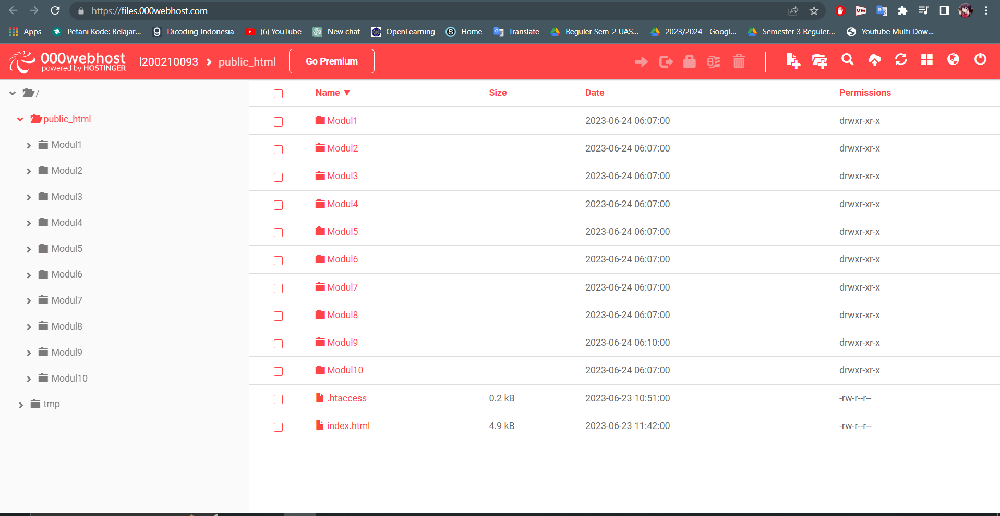 https://files.000webhost.com
Apps Petani Kode: Belajar... Dicoding Indonesia (6) YouTube New chat OpenLearning Home Translate Reguler Sem-2 UAS... 2023/2024 - Googl... Semester 3 Reguler... Youtube Multi Dow...
000webhost
powered by HOSTINGER
l200210093 public_html Go Premium
/
public_html
Modul1
Modul2
Modul3
Modul4
Modul5
Modul6
Modul7
Modul8
Modul9
Modul10
tmp
Name ▼ Size Date Permissions
Modul1 2023-06-24 06:07:00 drwxr-xr-x
Modul2 2023-06-24 06:07:00 drwxr-xr-x
Modul3 2023-06-24 06:07:00 drwxr-xr-x
Modul4 2023-06-24 06:07:00 drwxr-xr-x
Modul5 2023-06-24 06:07:00 drwxr-xr-x
Modul6 2023-06-24 06:07:00 drwxr-xr-x
Modul7 2023-06-24 06:07:00 drwxr-xr-x
Modul8 2023-06-24 06:07:00 drwxr-xr-x
Modul9 2023-06-24 06:10:00 drwxr-xr-x
Modul10 2023-06-24 06:07:00 drwxr-xr-x
.htaccess 0.2 kB 2023-06-23 10:51:00 -rw-r--r--
index.html 4.9 kB 2023-06-23 11:42:00 -rw-r--r--